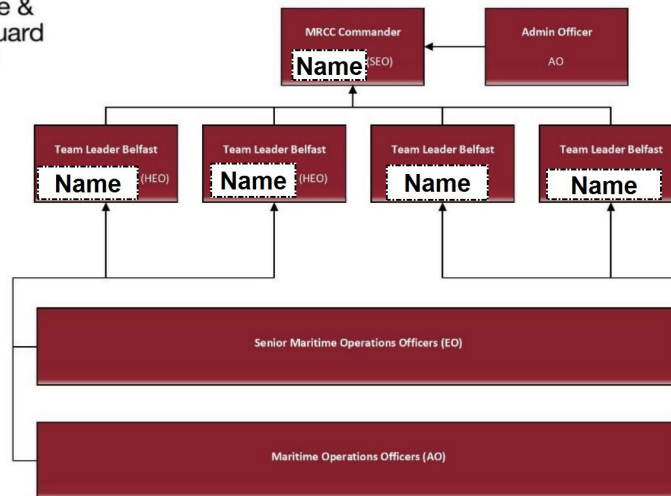 e &
uard
MRCC Commander
Name (SEO)
Admin Officer
AO
Team Leader Belfast
Name (HEO)
Team Leader Belfast
Name (HEO)
Team Leader Belfast
Name
Team Leader Belfast
Name
Senior Maritime Operations Officers (EO)
Maritime Operations Officers (AO)